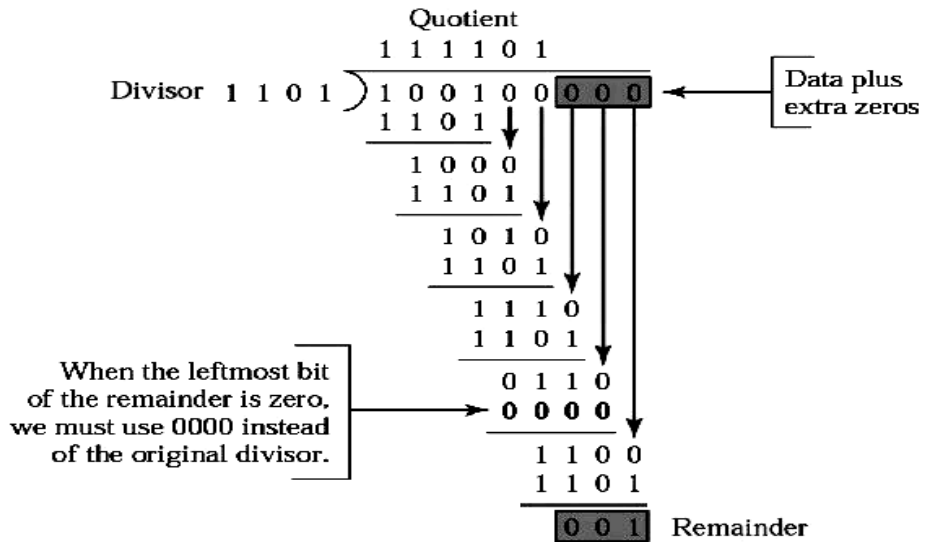 Quotient
1 1 1 1 0 1
Divisor 1 1 0 1 1 0 0 1 0 0 0 0 0
Data plus
extra zeros
1 1 0 1
1 0 0 0
1 1 0 1
1 0 1 0
1 1 0 1
1 1 1 0
1 1 0 1
When the leftmost bit
of the remainder is zero,
we must use 0000 instead
of the original divisor.
0 1 1 0
0 0 0 0
1 1 0 0
1 1 0 1
0 0 1 Remainder